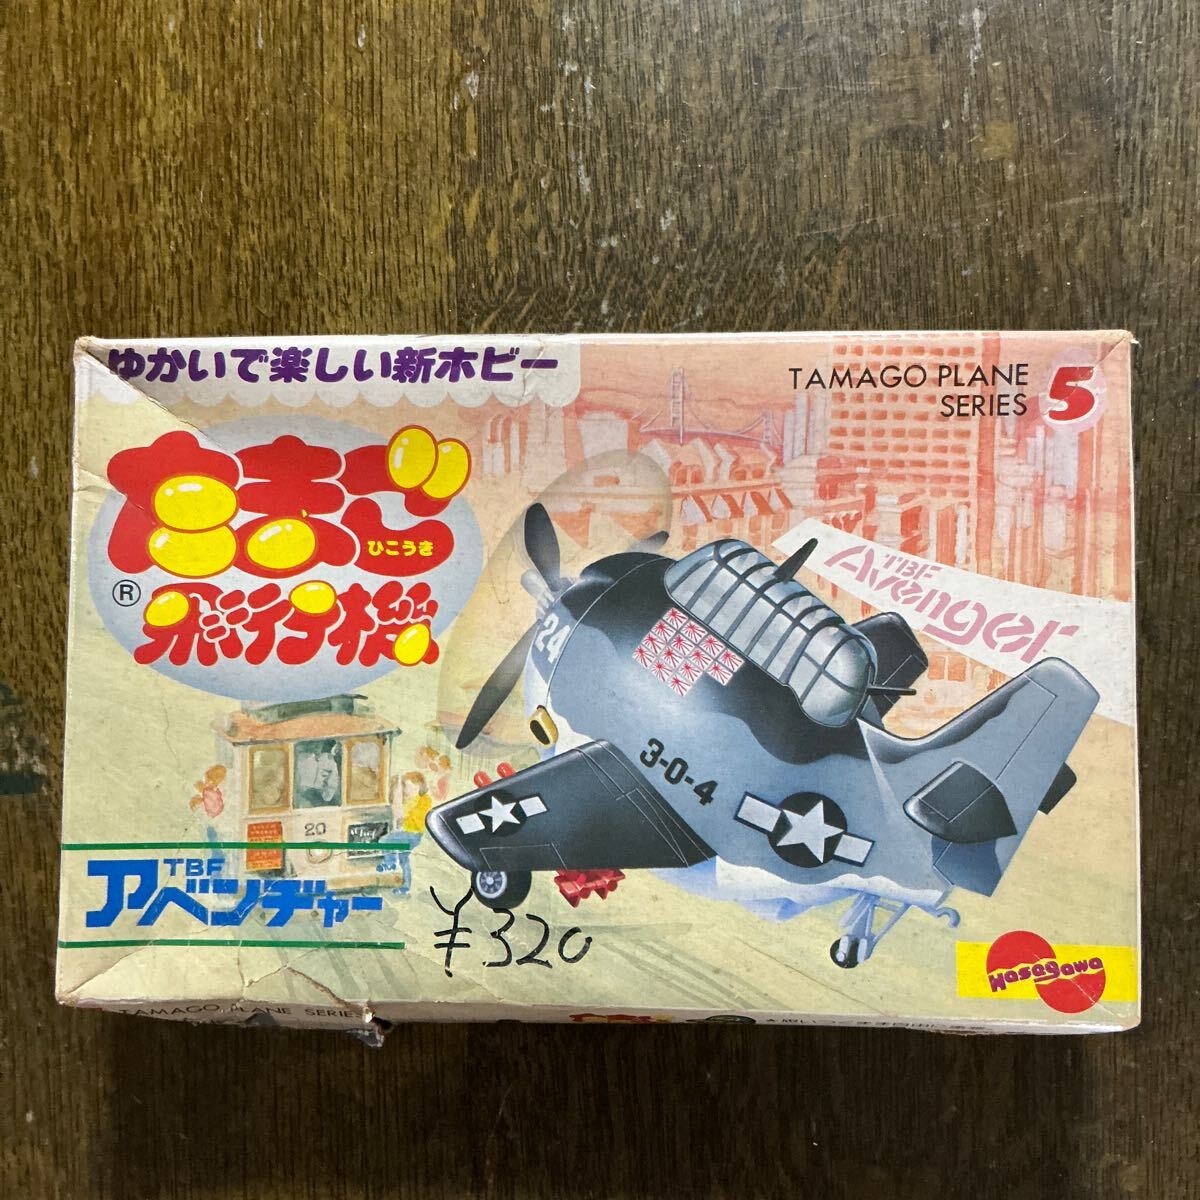 ゆかいで楽しい新ホビー
TAMAGO PLANE
SERIES 5
たまご
ひこうき
飛行機
®
TBF
Avenger
24
3-0-4
20
TBF
アベンヂャー
¥320
Hasegawa
TAMAGO PLANE SERIES